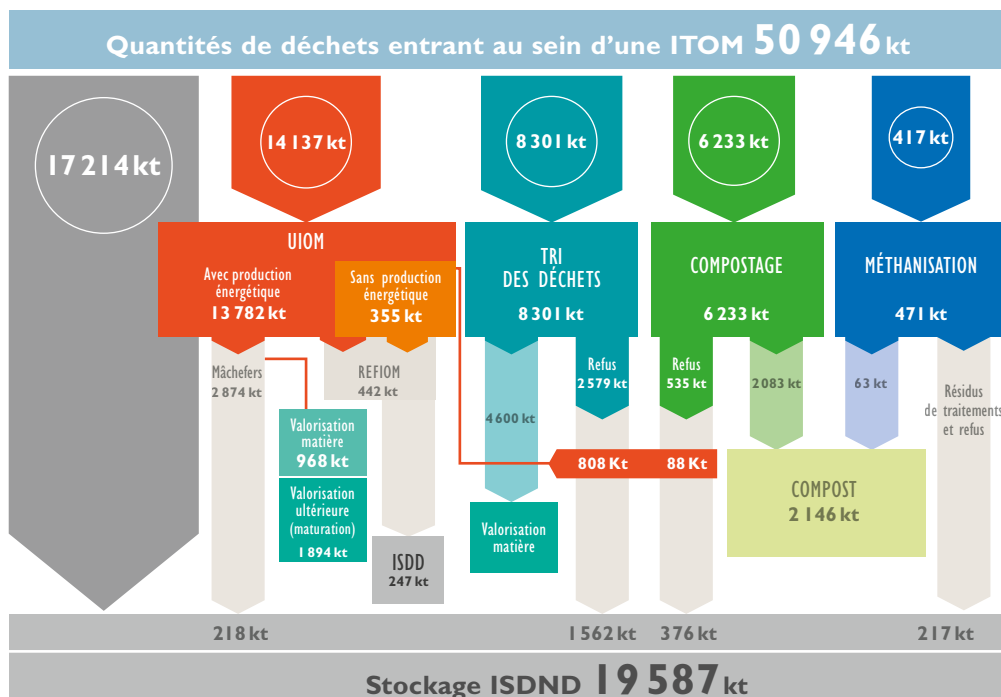 Quantités de déchets entrant au sein d’une ITOM 50 946 kt
17 214 kt
14 137 kt
8 301 kt
6 233 kt
417 kt
UIOM
Avec production
énergétique
13 782 kt
Sans production
énergétique
355 kt
TRI
DES DÉCHETS
8 301 kt
COMPOSTAGE
6 233 kt
MÉTHANISATION
471 kt
Mâchefers
2 874 kt
REFIOM
442 kt
4 600 kt
Refus
2 579 kt
Refus
535 kt
2 083 kt
63 kt
Résidus
de traitements
et refus
Valorisation
matière
968 kt
Valorisation
ultérieure
(maturation)
1 894 kt
ISDD
247 kt
808 Kt
88 Kt
Valorisation
matière
COMPOST
2 146 kt
218 kt
1 562 kt
376 kt
217 kt
Stockage ISDND 19 587 kt